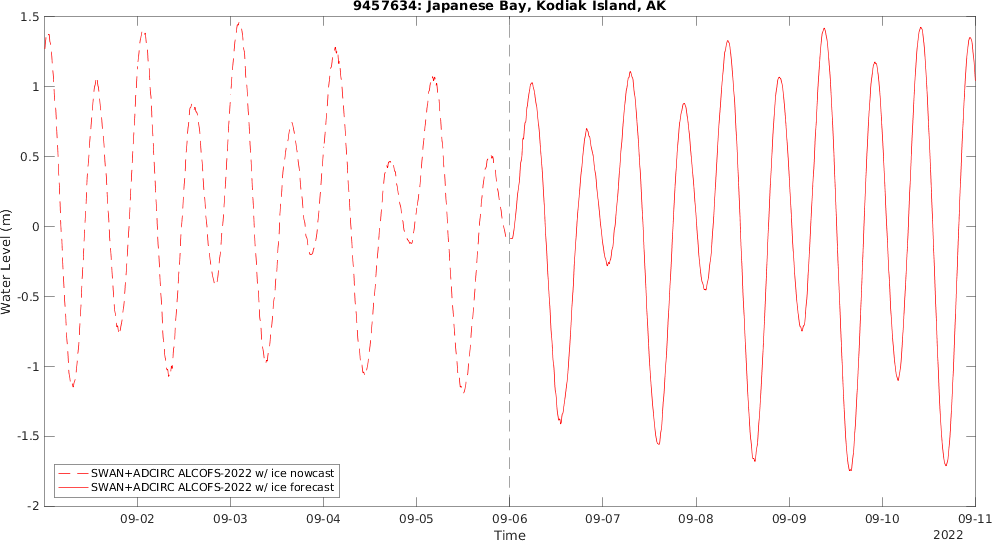 9457634: Japanese Bay, Kodiak Island, AK
Water Level (m)
1.5
1
0.5
0
-0.5
-1
-1.5
-2
SWAN+ADCIRC ALCOFS-2022 w/ ice nowcast
SWAN+ADCIRC ALCOFS-2022 w/ ice forecast
09-02 09-03 09-04 09-05 09-06 09-07 09-08 09-09 09-10 09-11
Time
2022